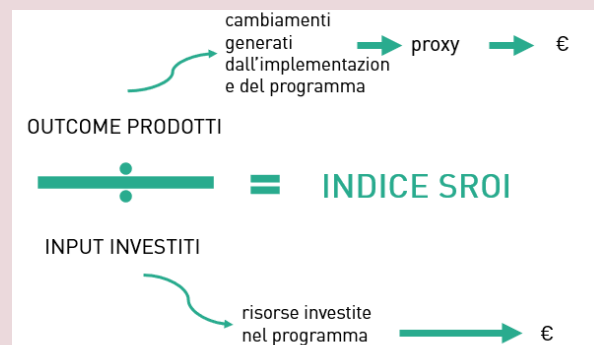 cambiamenti
generati
dall'implementazion
e del programma
proxy
€
OUTCOME PRODOTTI
= INDICE SROI
INPUT INVESTITI
risorse investite
nel programma
€